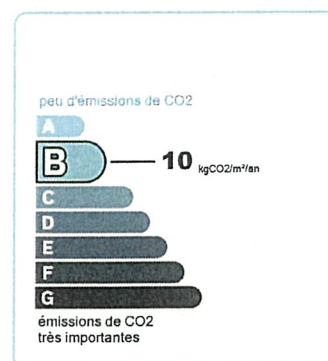 peu d'émissions de CO2
A
B 10 kgCO2/m²/an
C
D
E
F
G
émissions de CO2
très importantes